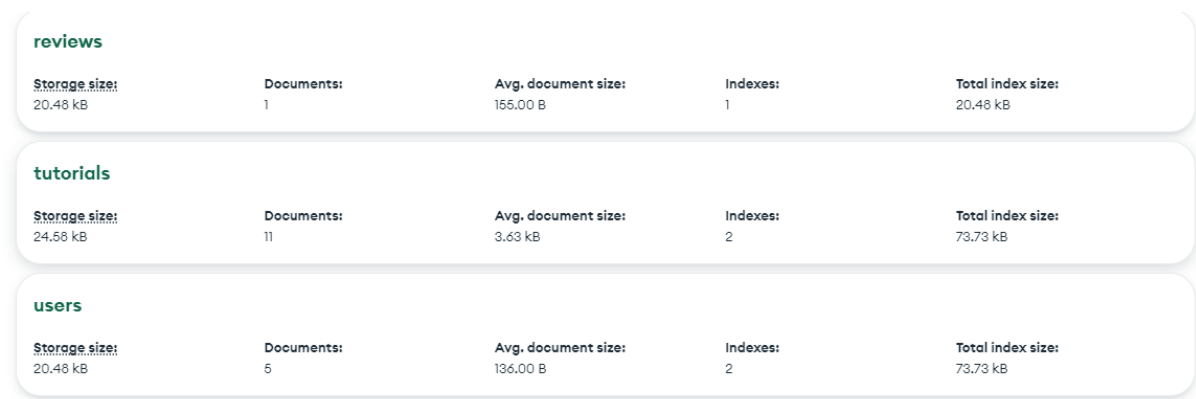 reviews
Storage size: Documents: Avg. document size: Indexes: Total index size:
20.48 kB 1 155.00 B 1 20.48 kB
tutorials
Storage size: Documents: Avg. document size: Indexes: Total index size:
24.58 kB 11 3.63 kB 2 73.73 kB
users
Storage size: Documents: Avg. document size: Indexes: Total index size:
20.48 kB 5 136.00 B 2 73.73 kB